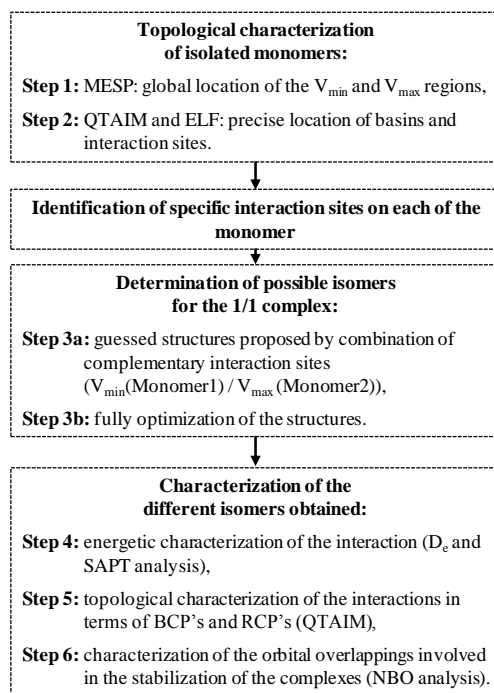 Topological characterization
of isolated monomers:
Step 1: MESP: global location of the Vmin and Vmax regions,
Step 2: QTAIM and ELF: precise location of basins and
interaction sites.
Identification of specific interaction sites on each of the
monomer
Determination of possible isomers
for the 1/1 complex:
Step 3a: guessed structures proposed by combination of
complementary interaction sites
(Vmin(Monomer1) / Vmax (Monomer2)),
Step 3b: fully optimization of the structures.
Characterization of the
different isomers obtained:
Step 4: energetic characterization of the interaction (De and
SAPT analysis),
Step 5: topological characterization of the interactions in
terms of BCP's and RCP's (QTAIM),
Step 6: characterization of the orbital overlappings involved
in the stabilization of the complexes (NBO analysis).